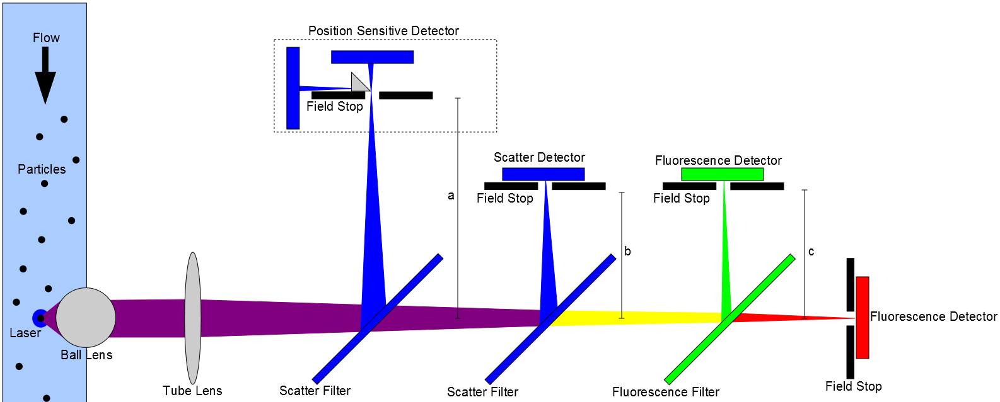 Flow
Position Sensitive Detector
Field Stop
Particles
Scatter Detector
Field Stop
Fluorescence Detector
Field Stop
a
b
c
Laser
Ball Lens
Tube Lens
Scatter Filter
Scatter Filter
Fluorescence Filter
Fluorescence Detector
Field Stop